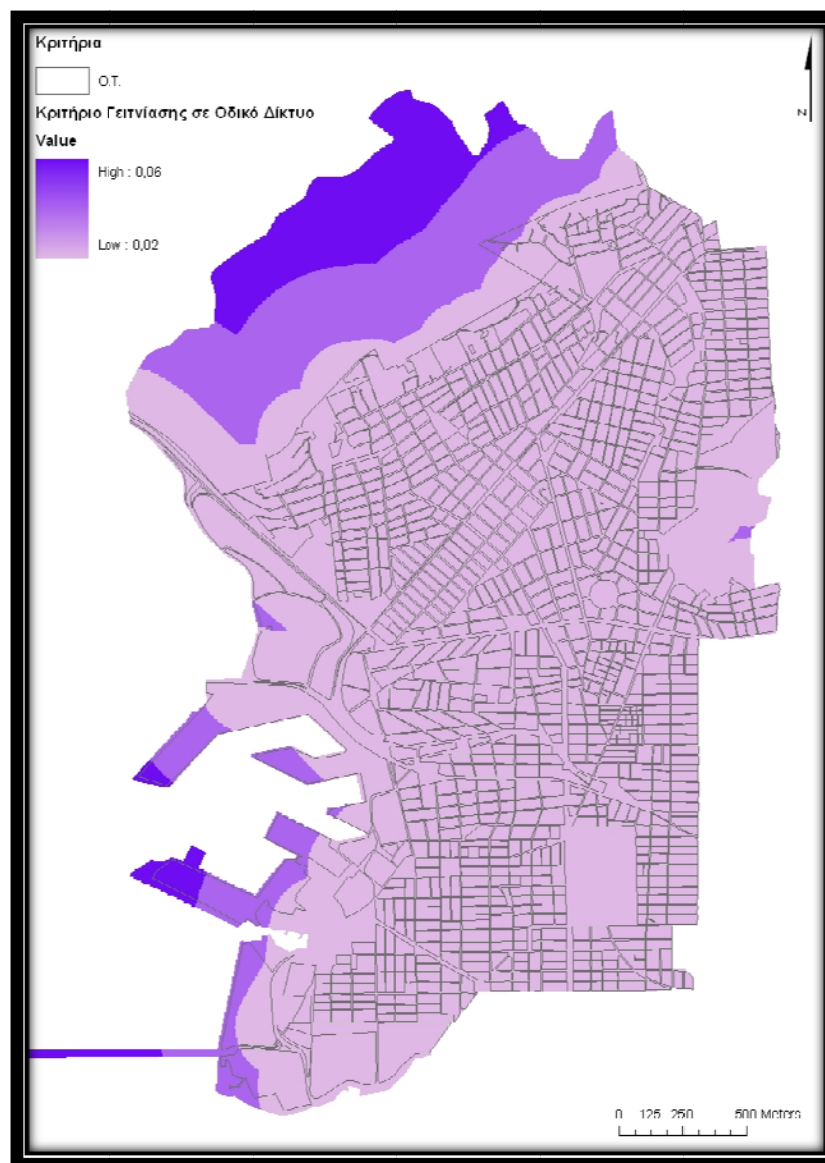 Κριτήρια
Ο.Τ.
Κριτήριο Γειτνίασης σε Οδικό Δίκτυο
Value
High : 0,06
Low : 0,02
N
0 125 250 500 Meters